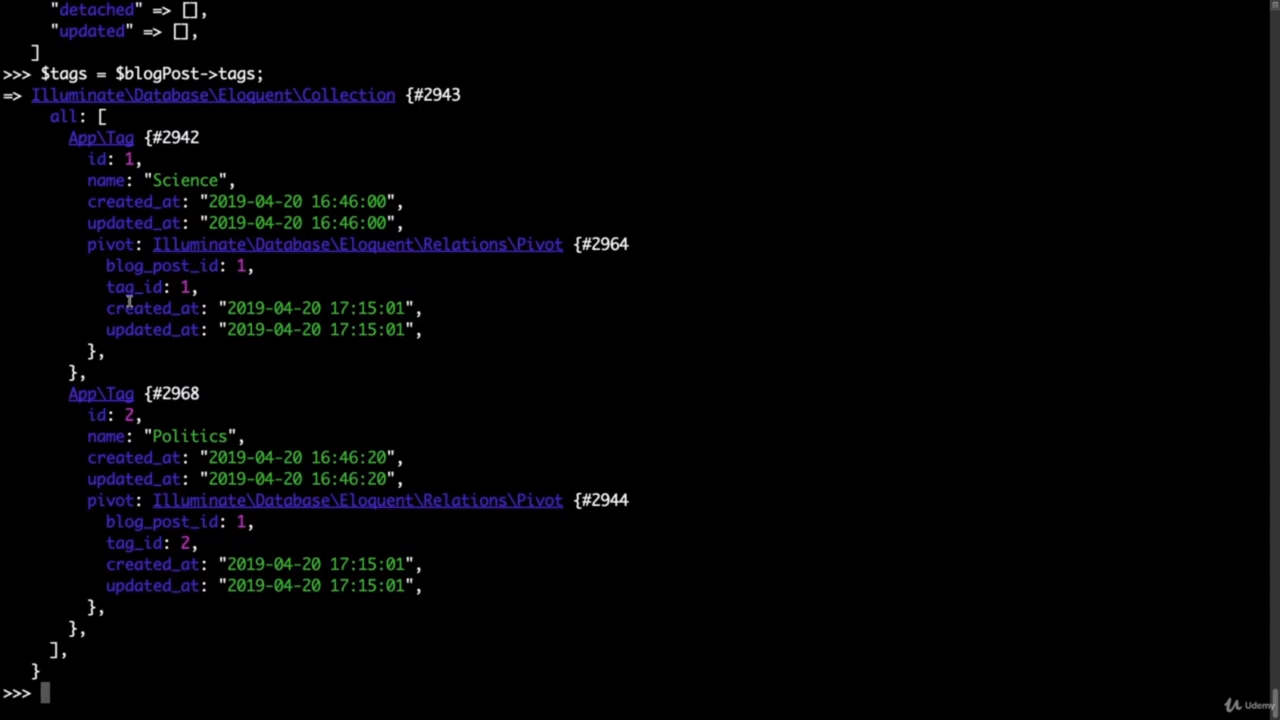 "detached" => [],
"updated" => [],
]
>>> $tags = $blogPost->tags;
=> Illuminate\Database\Eloquent\Collection {#2943
all: [
App\Tag {#2942
id: 1,
name: "Science",
created_at: "2019-04-20 16:46:00",
updated_at: "2019-04-20 16:46:00",
pivot: Illuminate\Database\Eloquent\Relations\Pivot {#2964
blog_post_id: 1,
tag_id: 1,
created_at: "2019-04-20 17:15:01",
updated_at: "2019-04-20 17:15:01",
},
},
App\Tag {#2968
id: 2,
name: "Politics",
created_at: "2019-04-20 16:46:20",
updated_at: "2019-04-20 16:46:20",
pivot: Illuminate\Database\Eloquent\Relations\Pivot {#2944
blog_post_id: 1,
tag_id: 2,
created_at: "2019-04-20 17:15:01",
updated_at: "2019-04-20 17:15:01",
},
},
],
}
>>>
Udemy